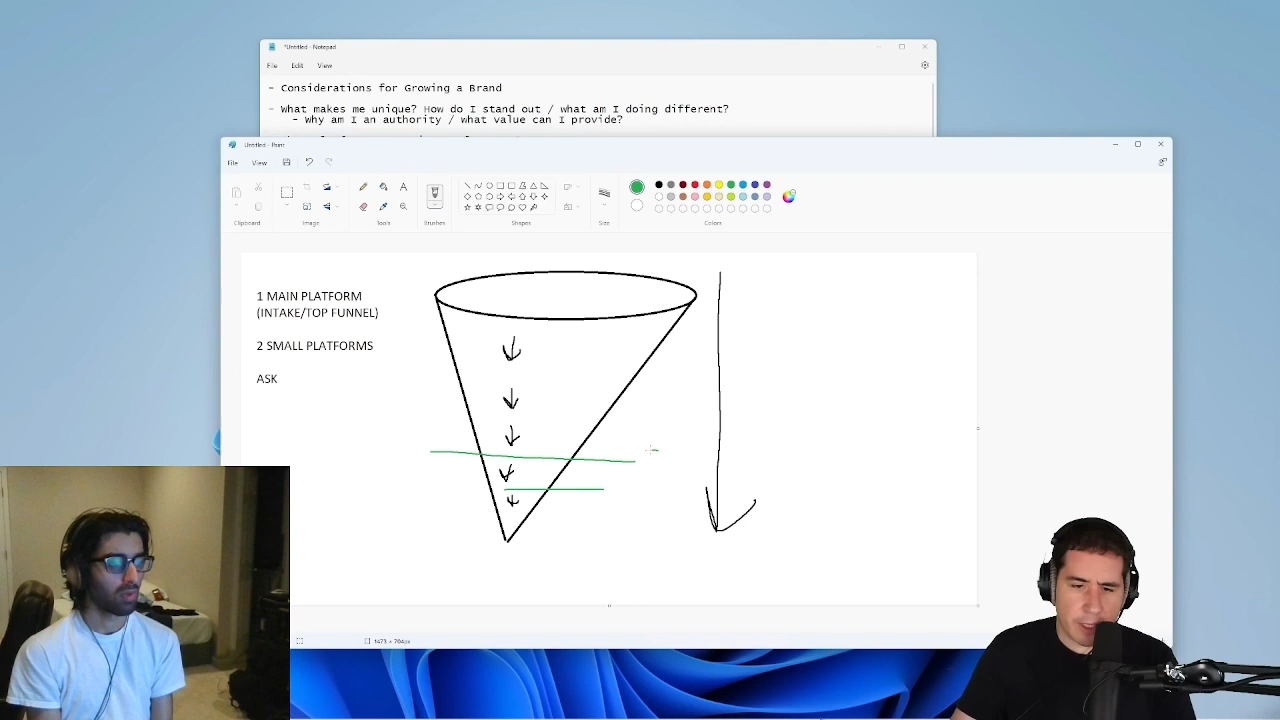 *Untitled - Notepad
File Edit View
- Considerations for Growing a Brand
- What makes me unique? How do I stand out / what am I doing different?
- Why am I an authority / what value can I provide?
Untitled - Paint
File View
Clipboard Image Tools Brushes Shapes Size Colors
1 MAIN PLATFORM
(INTAKE/TOP FUNNEL)
2 SMALL PLATFORMS
ASK
1473 × 704px